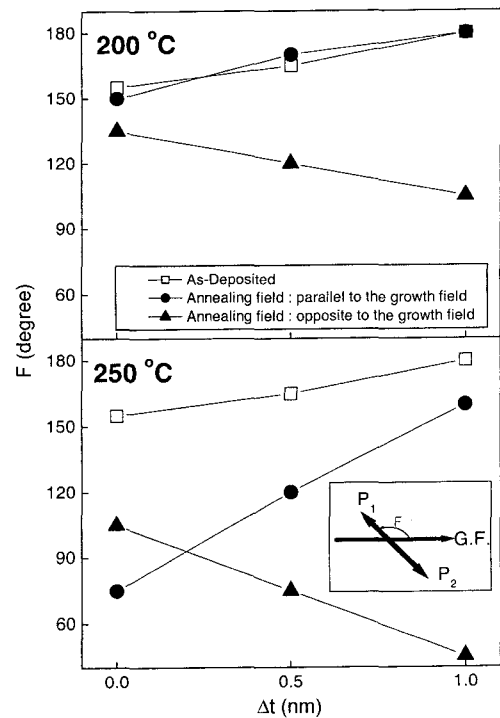 200 °C
180
150
120
90
60
As-Deposited
Annealing field : parallel to the growth field
Annealing field : opposite to the growth field
F (degree)
250 °C
180
150
120
90
60
P1
F
G.F.
P2
0.0
0.5
1.0
Δt (nm)